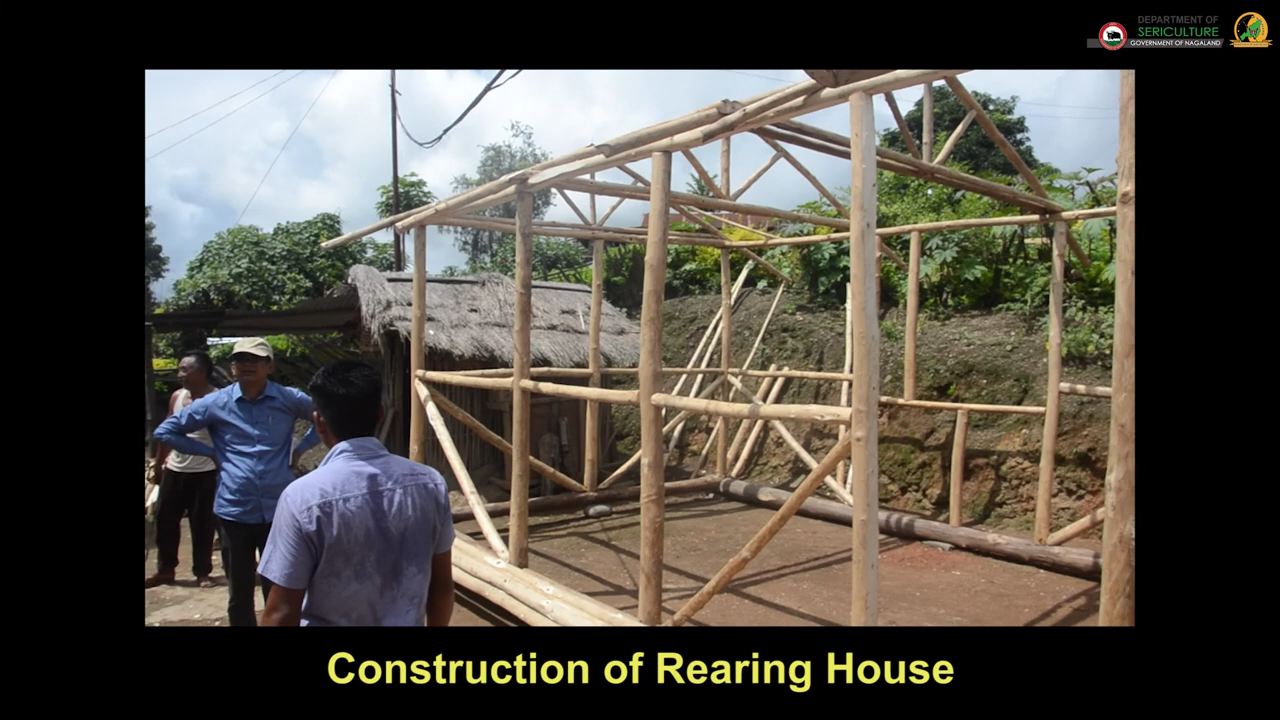 DEPARTMENT OF
SERICULTURE
GOVERNMENT OF NAGALAND
Construction of Rearing House